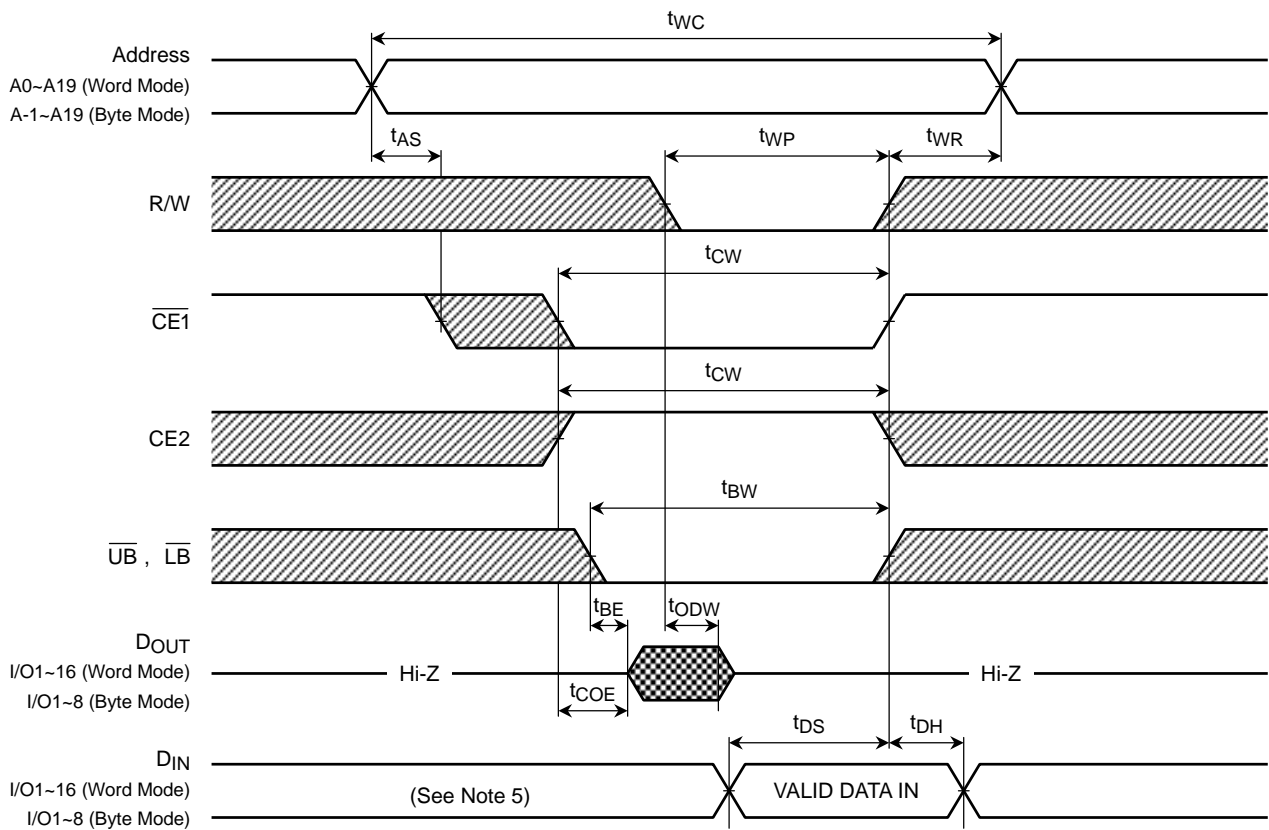 tWC
Address
A0~A19 (Word Mode)
A-1~A19 (Byte Mode)
tAS
tWP
tWR
R/W
tCW
CE1
tCW
CE2
tBW
UB , LB
tBE
tODW
DOUT
I/O1~16 (Word Mode)
I/O1~8 (Byte Mode)
Hi-Z
Hi-Z
tCOE
tDS
tDH
DIN
I/O1~16 (Word Mode)
I/O1~8 (Byte Mode)
(See Note 5)
VALID DATA IN